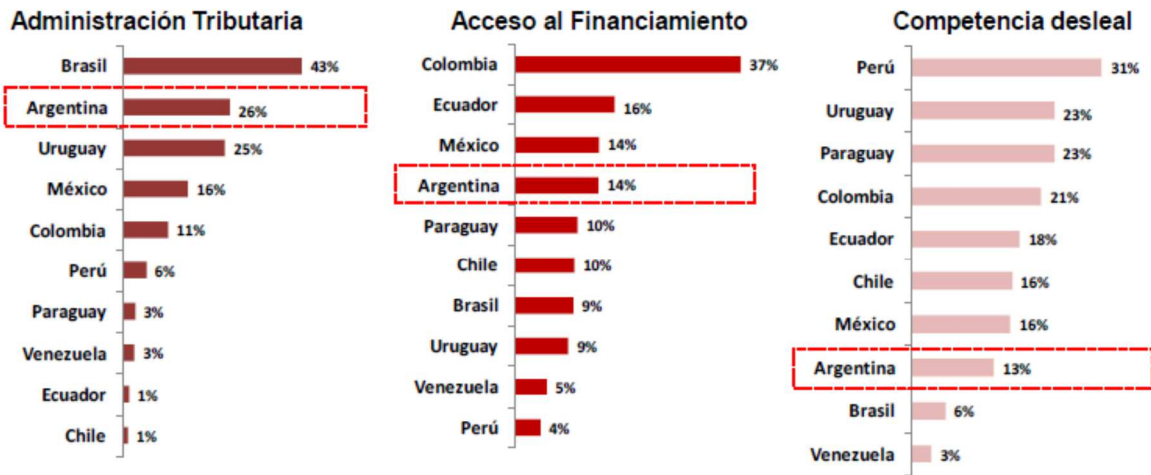 Administración Tributaria
Brasil 43%
Argentina 26%
Uruguay 25%
México 16%
Colombia 11%
Perú 6%
Paraguay 3%
Venezuela 3%
Ecuador 1%
Chile 1%
Acceso al Financiamiento
Colombia 37%
Ecuador 16%
México 14%
Argentina 14%
Paraguay 10%
Chile 10%
Brasil 9%
Uruguay 9%
Venezuela 5%
Perú 4%
Competencia desleal
Perú 31%
Uruguay 23%
Paraguay 23%
Colombia 21%
Ecuador 18%
Chile 16%
México 16%
Argentina 13%
Brasil 6%
Venezuela 3%